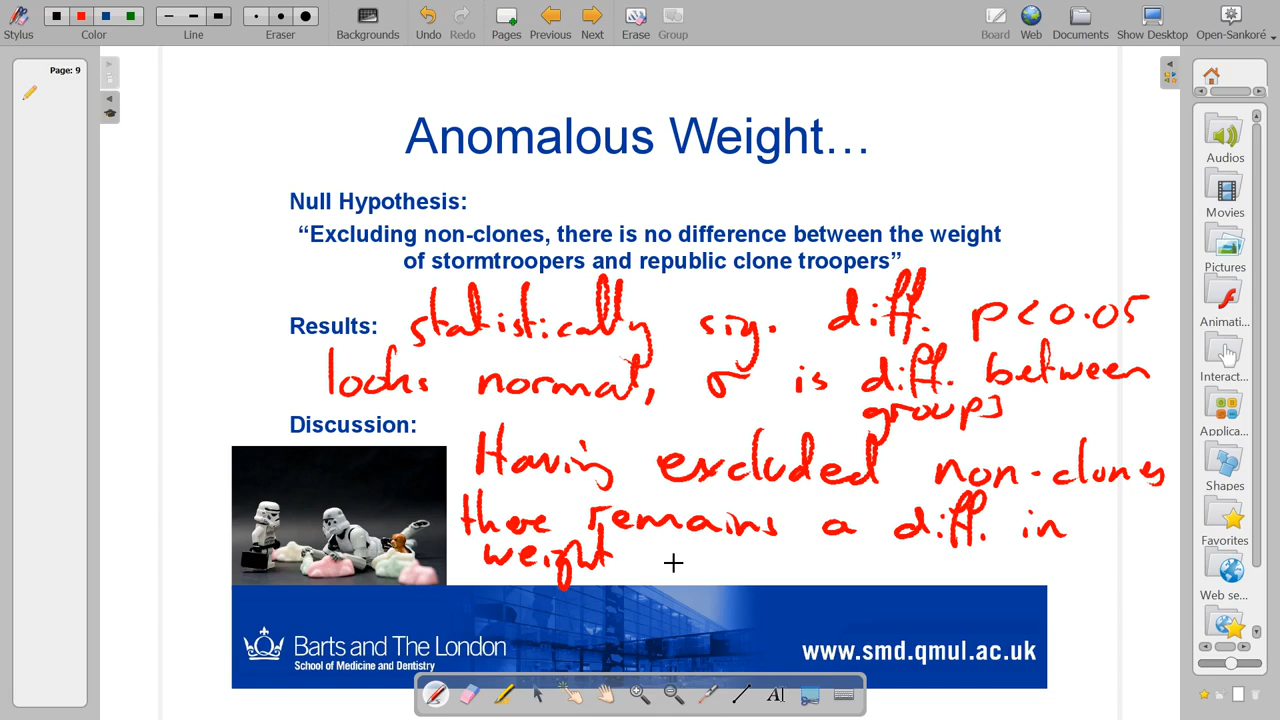 Stylus
Color
Line
Eraser
Backgrounds
Undo
Redo
Pages
Previous
Next
Erase
Group
Board
Web
Documents
Show Desktop
Open-Sankoré
Page: 9
Anomalous Weight…
Null Hypothesis:
“Excluding non-clones, there is no difference between the weight
of stormtroopers and republic clone troopers”
Results: statistically sig. diff. p<0.05
looks normal, σ is diff. between
groups
Discussion:
Having excluded non-clones
there remains a diff. in
weight
Barts and The London
School of Medicine and Dentistry
www.smd.qmul.ac.uk
Audios
Movies
Pictures
Animati...
Interact...
Applica...
Shapes
Favorites
Web se...